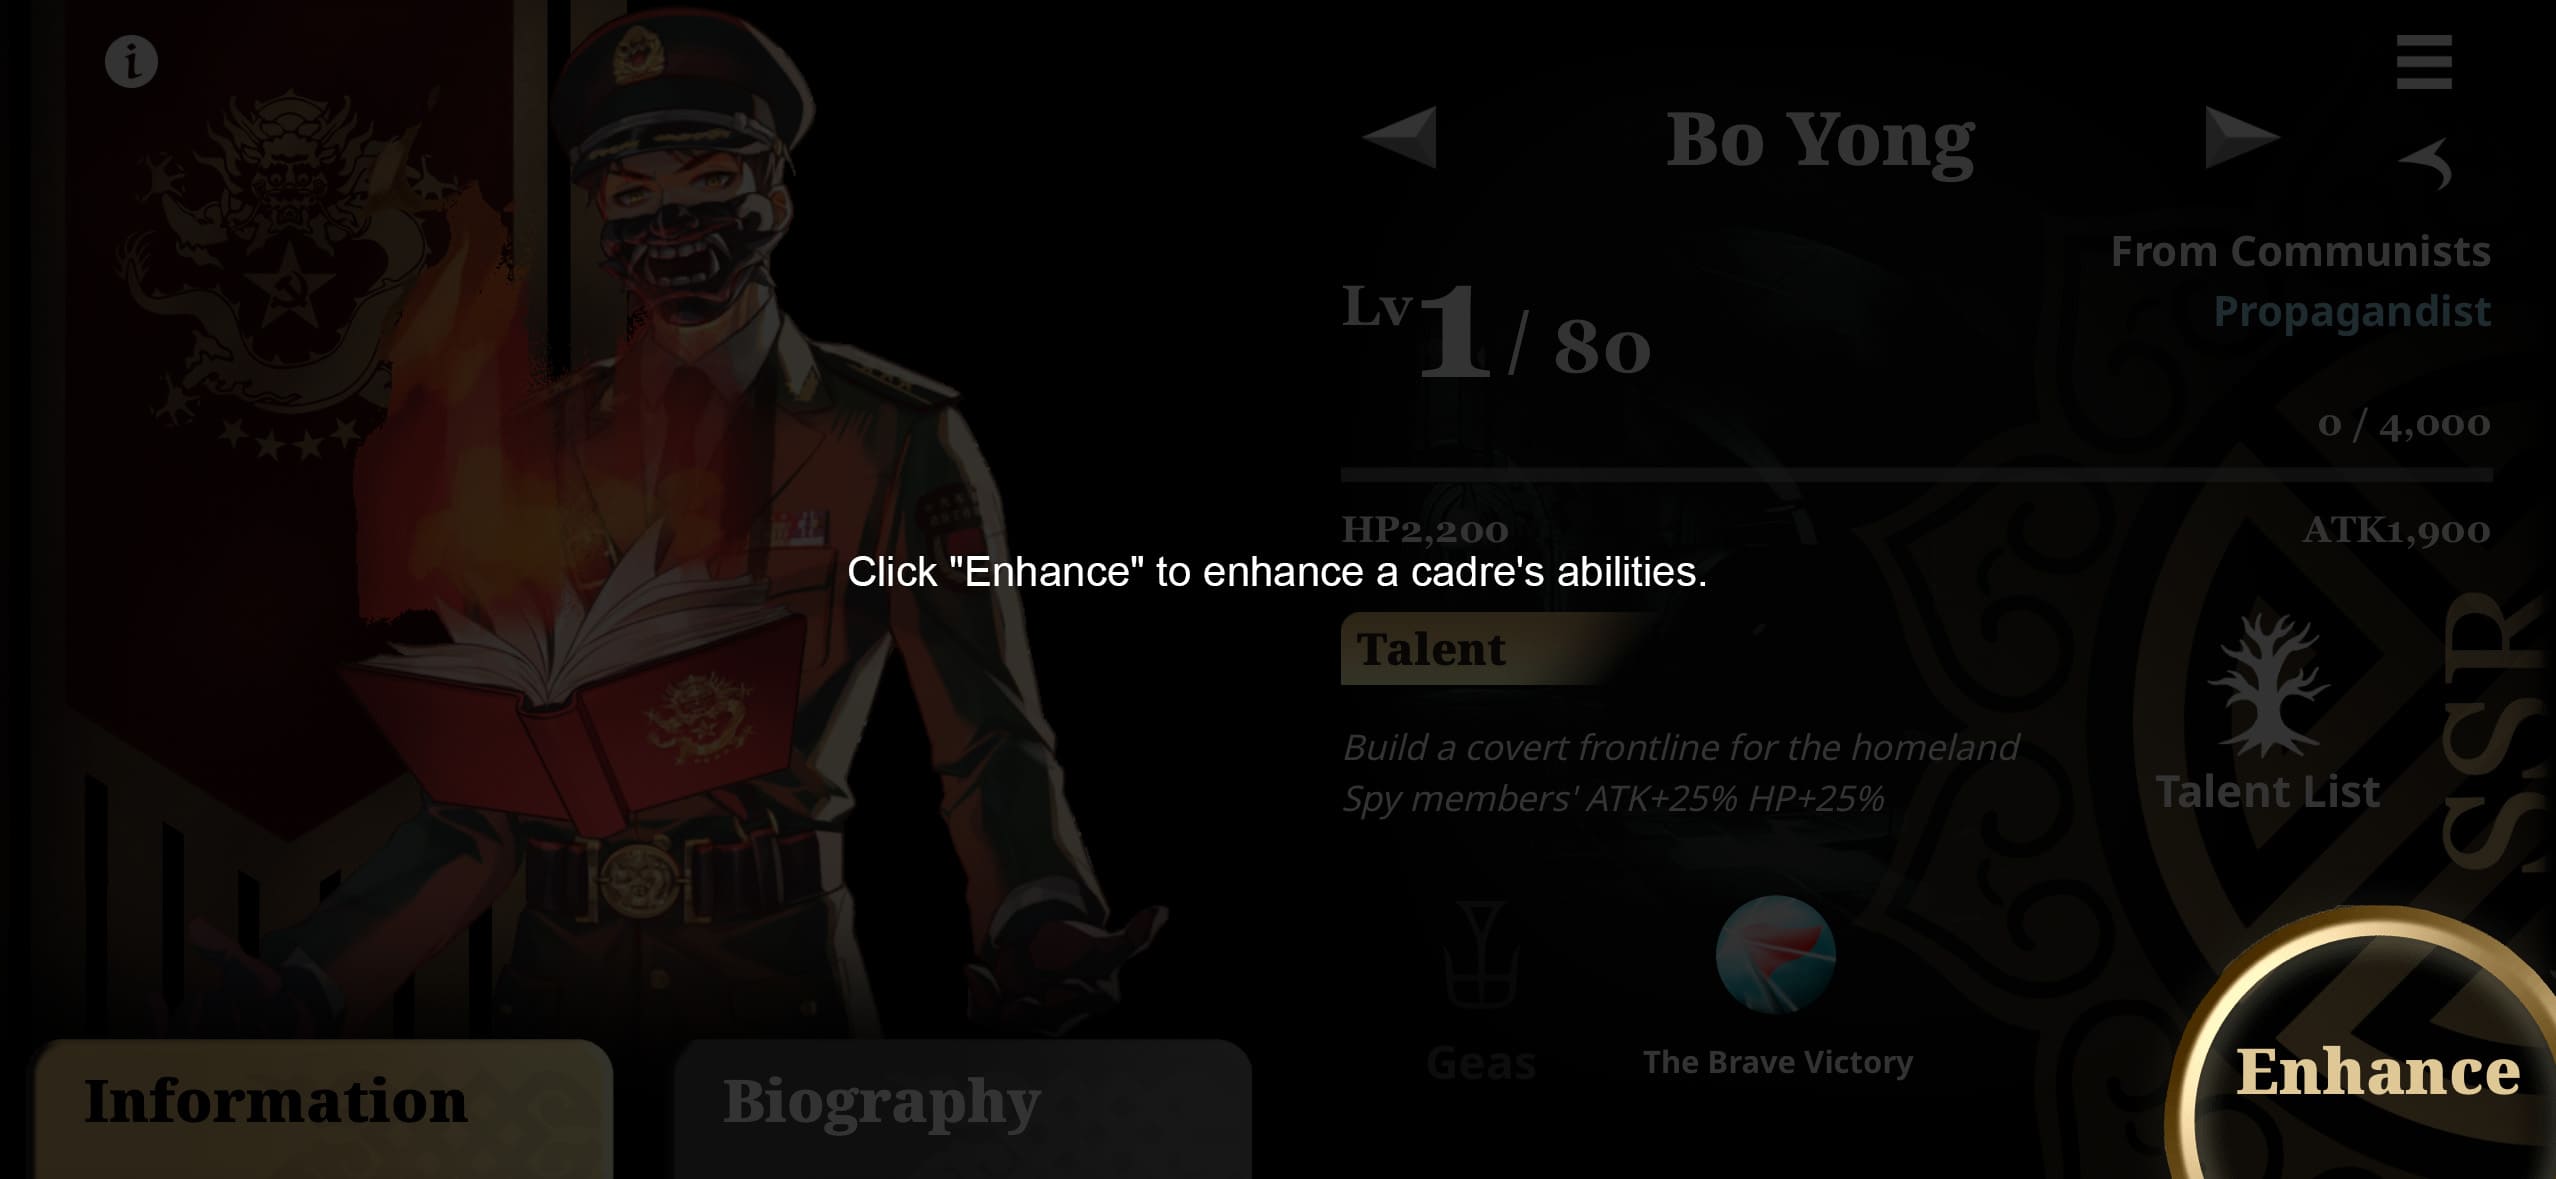 Bo Yong
From Communists
Propagandist
Lv 1 / 80
0 / 4,000
HP2,200
ATK1,900
Click "Enhance" to enhance a cadre's abilities.
Talent
Build a covert frontline for the homeland
Spy members' ATK+25% HP+25%
Talent List
SSR
Geas
The Brave Victory
Enhance
Information
Biography